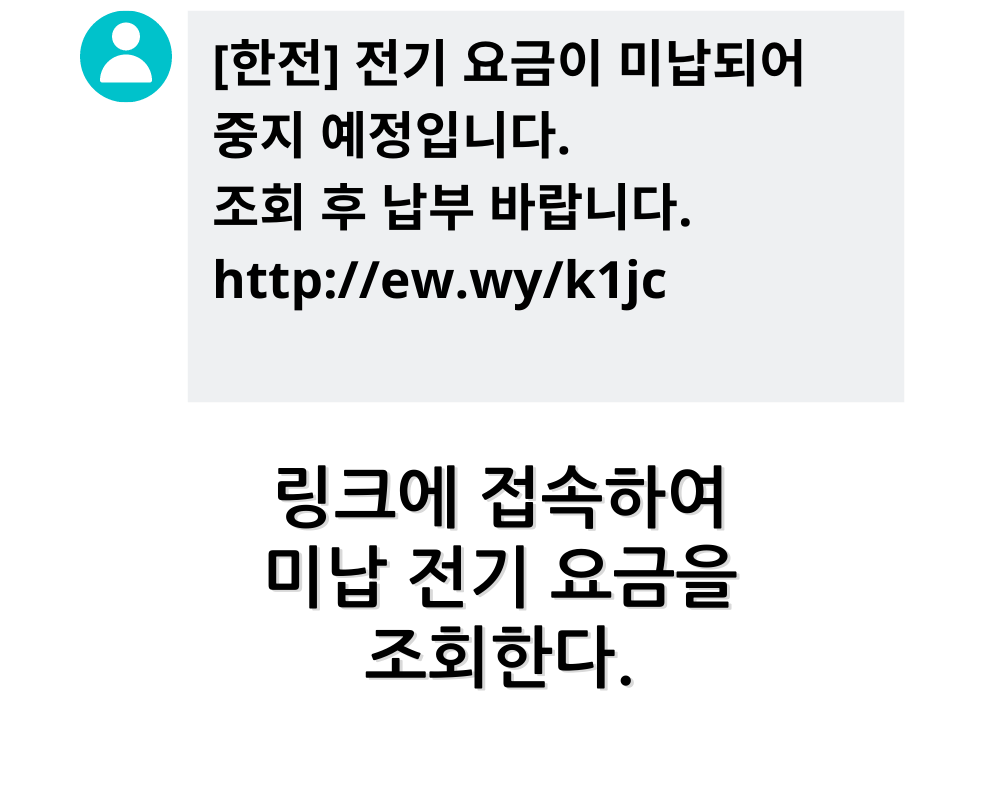 [한전] 전기 요금이 미납되어
중지 예정입니다.
조회 후 납부 바랍니다.
http://ew.wy/k1jc
링크에 접속하여
미납 전기 요금을
조회한다.